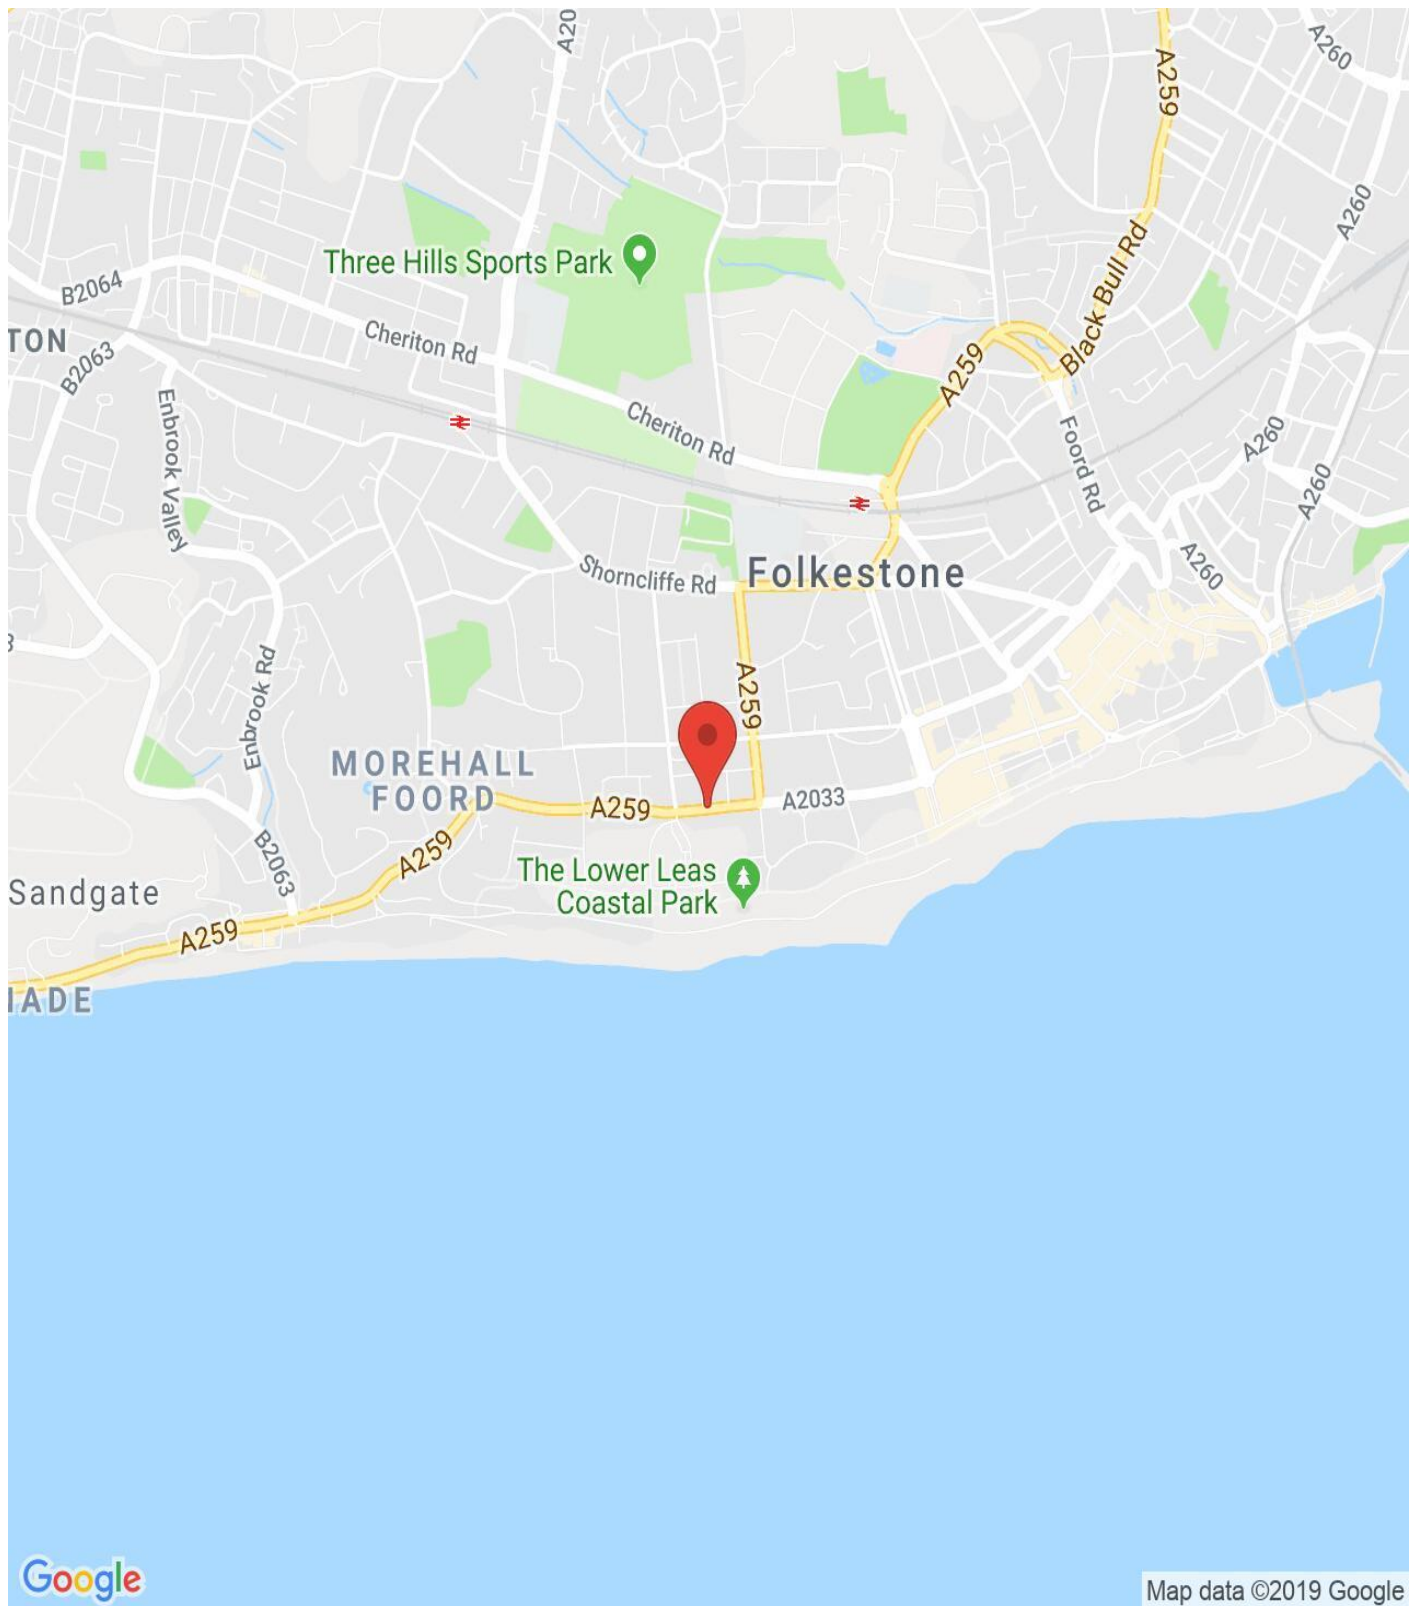 A20
A260
A259
A260
Black Bull Rd
Three Hills Sports Park
B2064
TON
Cheriton Rd
B2063
A259
Enbrook Valley
Cheriton Rd
Foord Rd
A260
A260
Shorncliffe Rd
Folkestone
A260
3
Enbrook Rd
A259
MOREHALL
FOORD
A259
A2033
A259
B2063
The Lower Leas
Coastal Park
Sandgate
A259
NADE
Google
Map data ©2019 Google